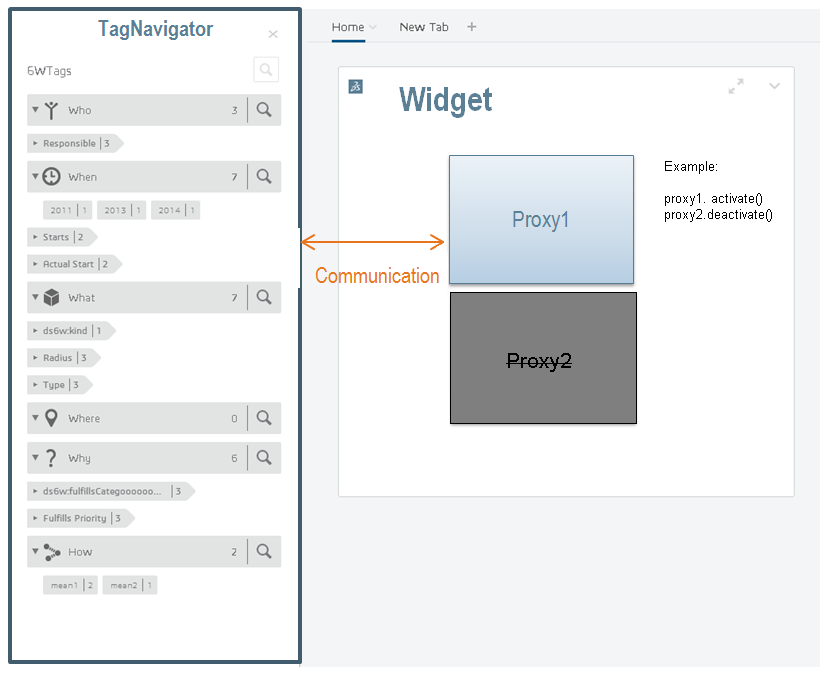 TagNavigator
6WTags
Who 3
Responsible 3
When 7
2011 1 2013 1 2014 1
Starts 2
Actual Start 2
What 7
ds6w:kind 1
Radius 3
Type 3
Where 0
Why 6
ds6w:fulfillsCategoooooo... 3
Fulfills Priority 3
How 2
mean1 2 mean2 1
Home New Tab +
Widget
Proxy1
Example:
proxy1. activate()
proxy2.deactivate()
Communication
Proxy2